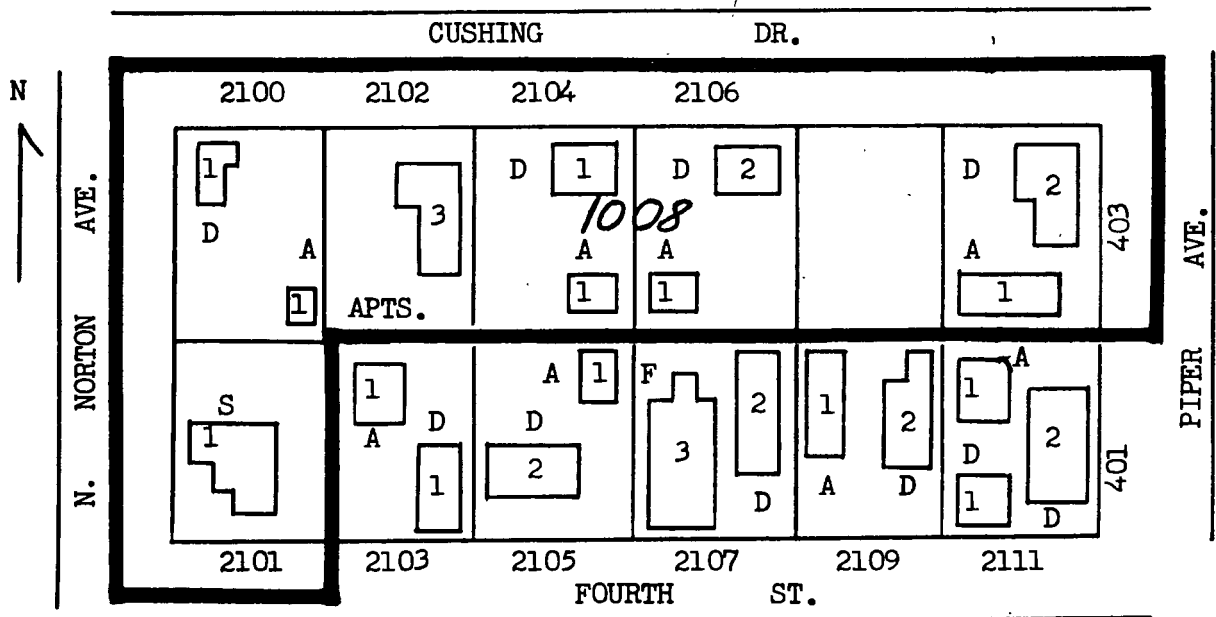 CUSHING DR.
N
2100 2102 2104 2106
1 D 1 D 2 D 2
3
D
1008
403
N. NORTON AVE.
PIPER AVE.
A A A A
1 APTS. 1 1 1
S
1
1 A 1 F 2 1 1 A
A D D 3 2 2
1 2 D
D A D 1 D
401
2101 2103 2105 2107 2109 2111
FOURTH ST.